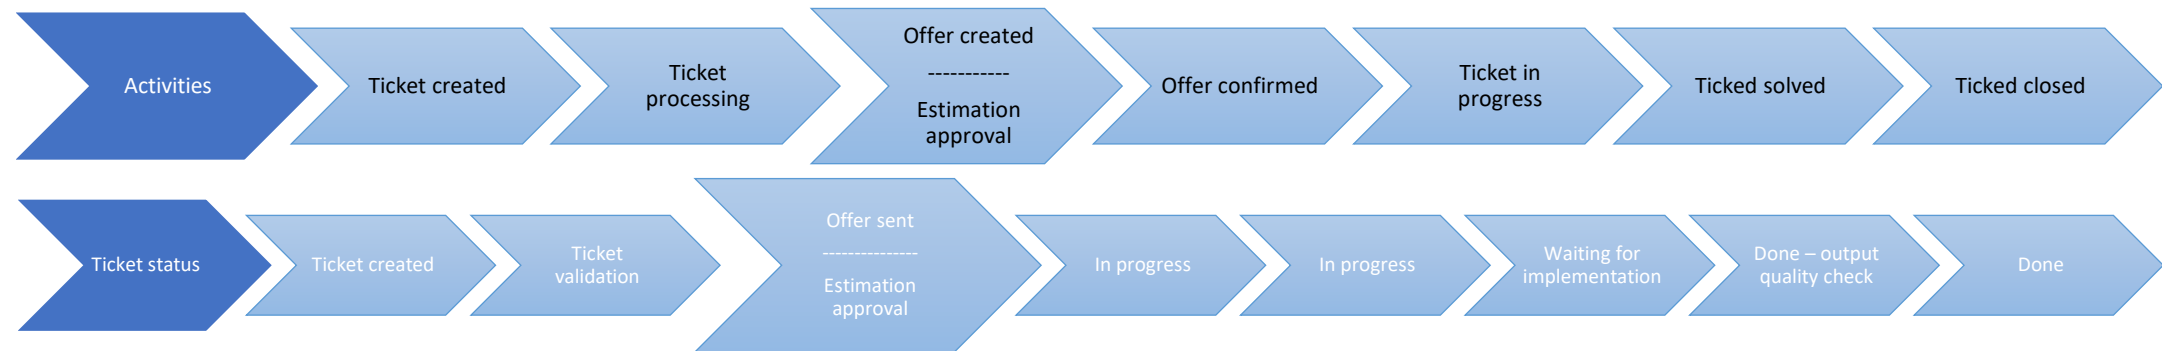 Activities
Ticket created
Ticket
processing
Offer created
-----------
Estimation
approval
Offer confirmed
Ticket in
progress
Ticked solved
Ticked closed
Ticket status
Ticket created
Ticket
validation
Offer sent
---------------
Estimation
approval
In progress
In progress
Waiting for
implementation
Done – output
quality check
Done